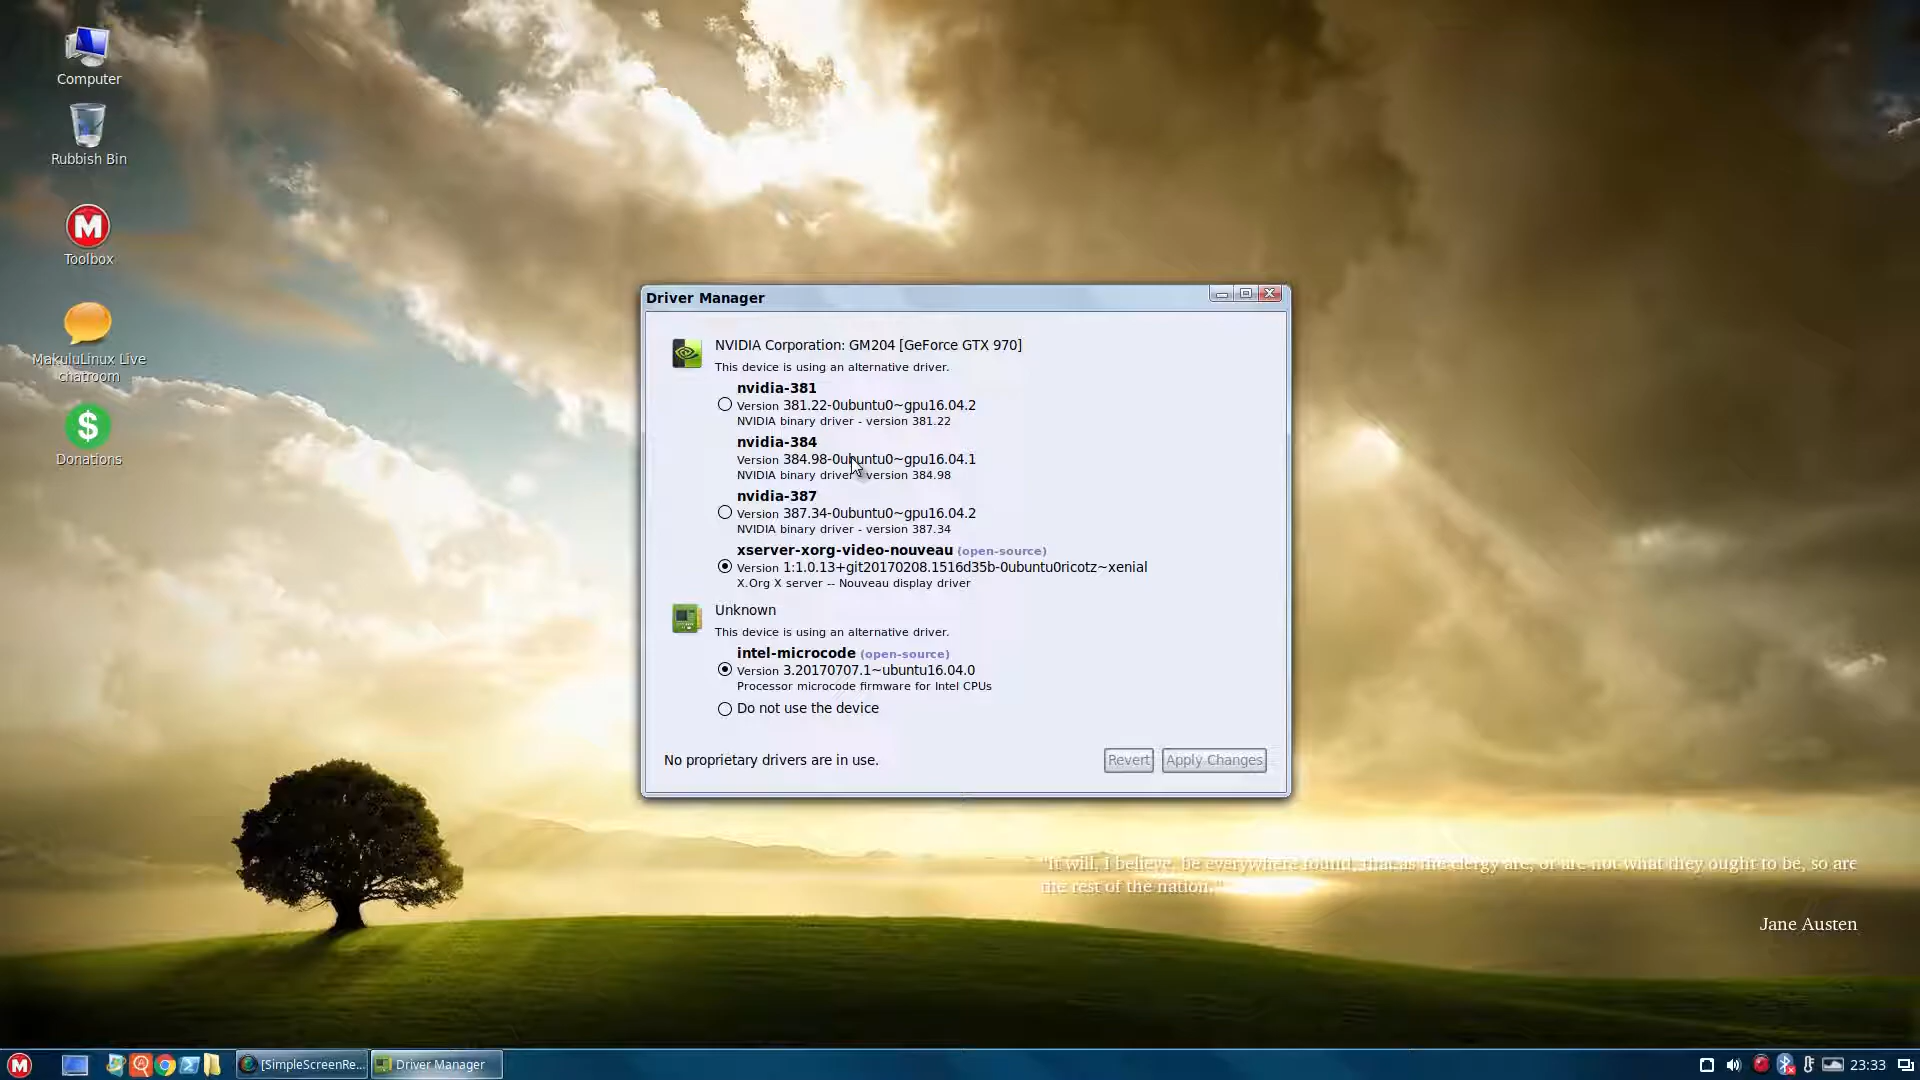 Computer
Rubbish Bin
M
Toolbox
MakuluLinux Live
chatroom
$
Donations
Driver Manager
NVIDIA Corporation: GM204 [GeForce GTX 970]
This device is using an alternative driver.
nvidia-381
Version 381.22-0ubuntu0~gpu16.04.2
NVIDIA binary driver - version 381.22
nvidia-384
Version 384.98-0ubuntu0~gpu16.04.1
NVIDIA binary driver version 384.98
nvidia-387
Version 387.34-0ubuntu0~gpu16.04.2
NVIDIA binary driver - version 387.34
xserver-xorg-video-nouveau (open-source)
Version 1:1.0.13+git20170208.1516d35b-0ubuntu0ricotz~xenial
X.Org X server -- Nouveau display driver
Unknown
This device is using an alternative driver.
intel-microcode (open-source)
Version 3.20170707.1~ubuntu16.04.0
Processor microcode firmware for Intel CPUs
Do not use the device
No proprietary drivers are in use.
Revert
Apply Changes
"It will, I believe, be everywhere found, that as the clergy are, or are not what they ought to be, so are
the rest of the nation."
Jane Austen
M
[SimpleScreenRe...
Driver Manager
23:33